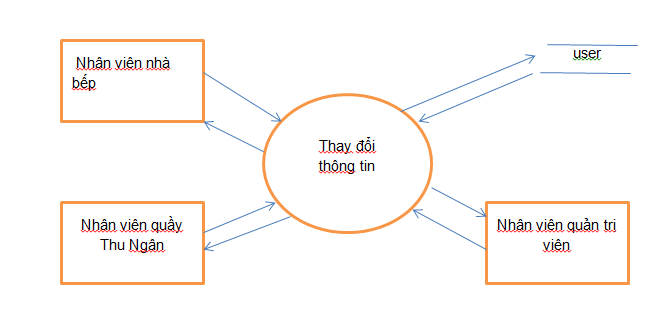 Nhân viên nhà
bếp
user
Thay đổi
thông tin
Nhân viên quầy
Thu Ngân
Nhân viên quản trị
viên